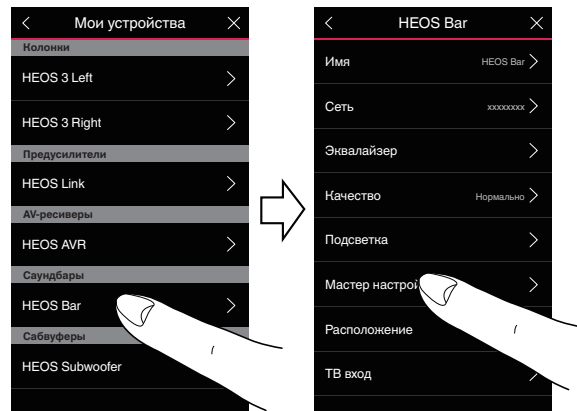 Мои устройства
Колонки
HEOS 3 Left
HEOS 3 Right
Предусилители
HEOS Link
AV-ресиверы
HEOS AVR
Саундбары
HEOS Bar
Сабвуферы
HEOS Subwoofer
HEOS Bar
Имя HEOS Bar
Сеть xxxxxxxx
Эквалайзер
Качество Нормально
Подсветка
Мастер настрой
Расположение
ТВ вход